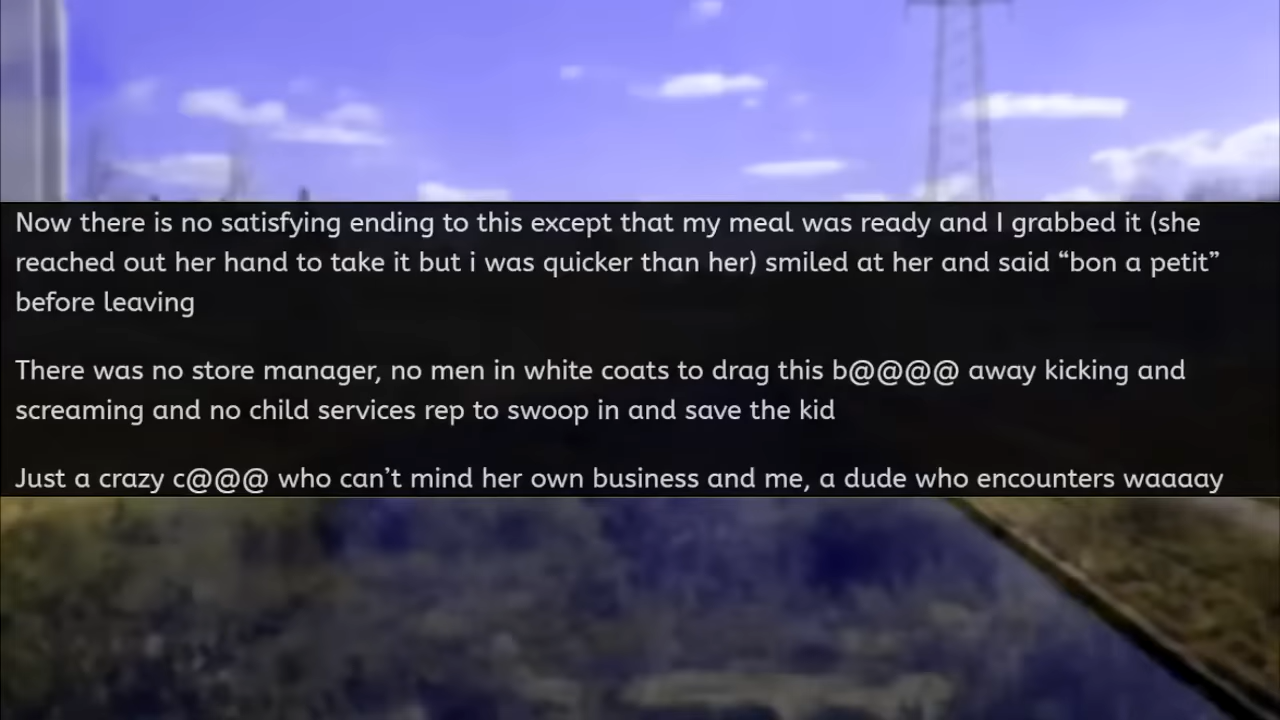 Now there is no satisfying ending to this except that my meal was ready and I grabbed it (she
reached out her hand to take it but i was quicker than her) smiled at her and said “bon a petit”
before leaving
There was no store manager, no men in white coats to drag this b@@@@ away kicking and
screaming and no child services rep to swoop in and save the kid
Just a crazy c@@@ who can’t mind her own business and me, a dude who encounters waaaay